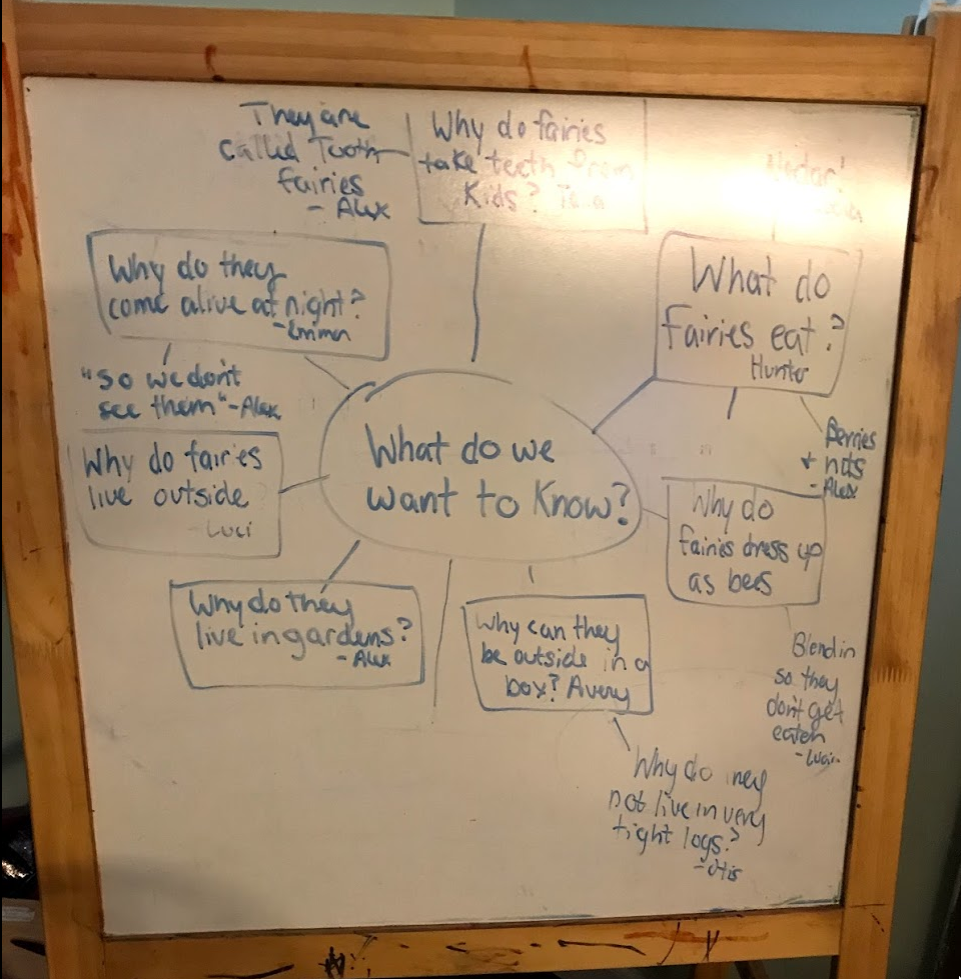 They are
called Tooth
fairies
- Alex
Why do fairies
take teeth from
Kids?
Nectar!
Why do they
come alive at night?
- Emma
"so we don't
see them" - Alex
What do
fairies eat?
Hunter
Berries
+ nuts
- Alex
What do we
want to Know?
Why do fairies
live outside
- Luci
Why do
fairies dress up
as bees
Blend in
so they
don't get
eaten
Why do they
live in gardens?
- Alex
Why can they
be outside in a
box? Avery
Why do they
not live in very
tight logs?
- Otis